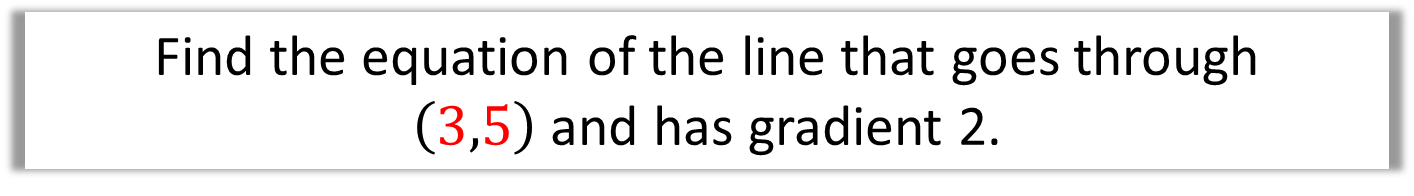 Find the equation of the line that goes through
(3,5) and has gradient 2.